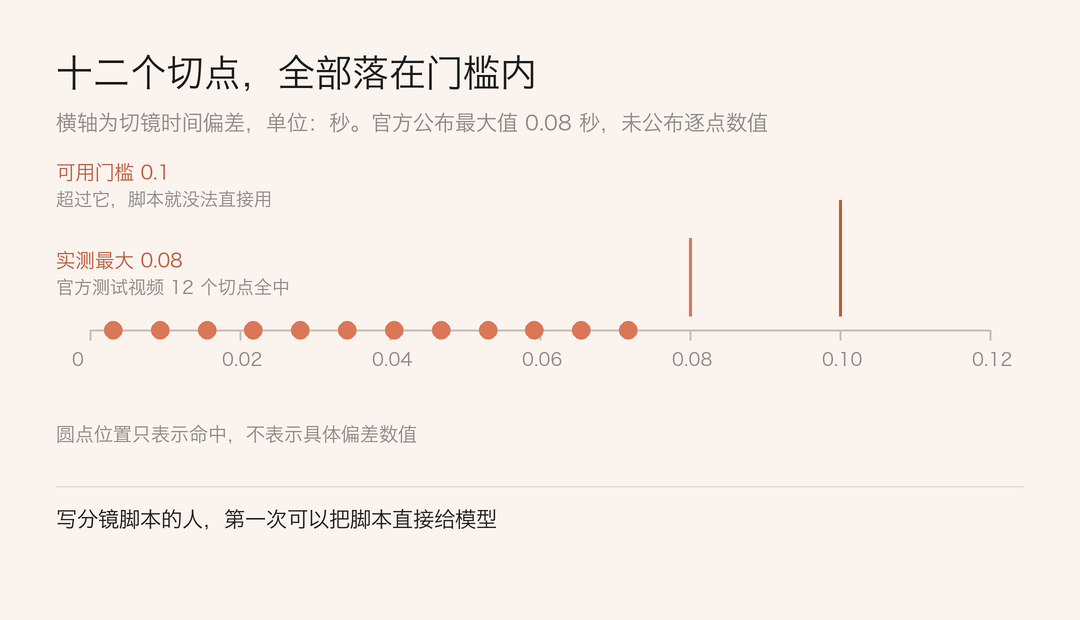 十二个切点，全部落在门槛内
横轴为切镜时间偏差，单位：秒。官方公布最大值 0.08 秒，未公布逐点数值
可用门槛 0.1
超过它，脚本就没法直接用
实测最大 0.08
官方测试视频 12 个切点全中
0 0.02 0.04 0.06 0.08 0.10 0.12
圆点位置只表示命中，不表示具体偏差数值
写分镜脚本的人，第一次可以把脚本直接给模型